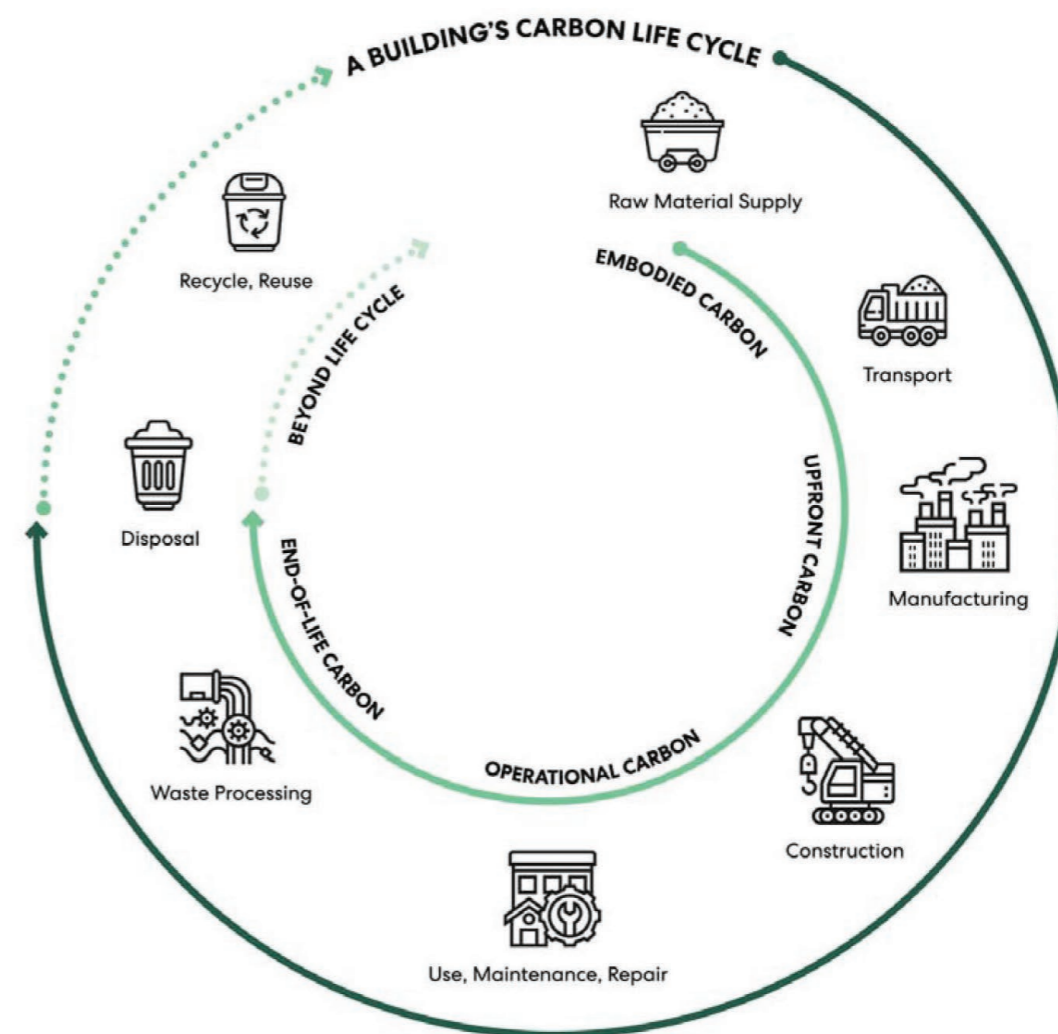 A BUILDING'S CARBON LIFE CYCLE
Raw Material Supply
Transport
Manufacturing
Construction
Use, Maintenance, Repair
Waste Processing
Disposal
Recycle, Reuse
EMBODIED CARBON
UPFRONT CARBON
OPERATIONAL CARBON
END-OF-LIFE CARBON
BEYOND LIFE CYCLE